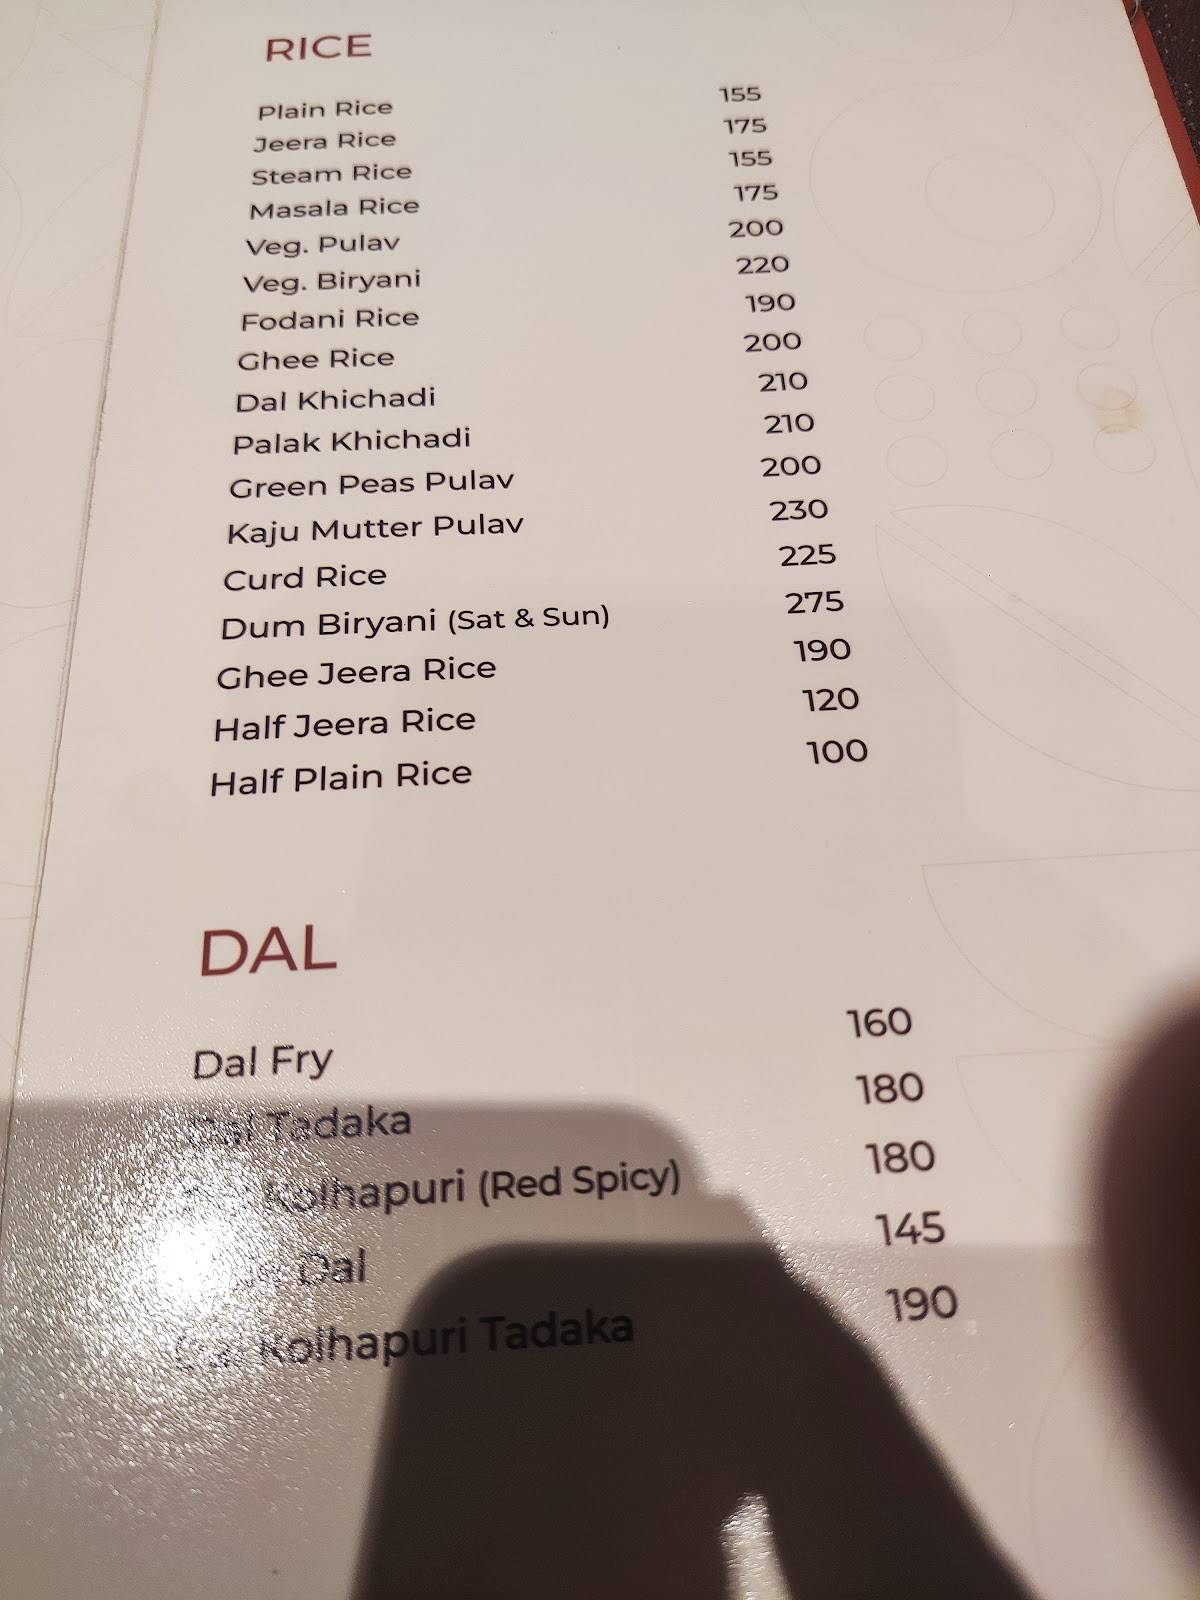 RICE
Plain Rice 155
Jeera Rice 175
Steam Rice 155
Masala Rice 175
Veg. Pulav 200
Veg. Biryani 220
Fodani Rice 190
Ghee Rice 200
Dal Khichadi 210
Palak Khichadi 210
Green Peas Pulav 200
Kaju Mutter Pulav 230
Curd Rice 225
Dum Biryani (Sat & Sun) 275
Ghee Jeera Rice 190
Half Jeera Rice 120
Half Plain Rice 100
DAL
Dal Fry 160
Dal Tadaka 180
Kolhapuri (Red Spicy) 180
Dal 145
Dal Kolhapuri Tadaka 190